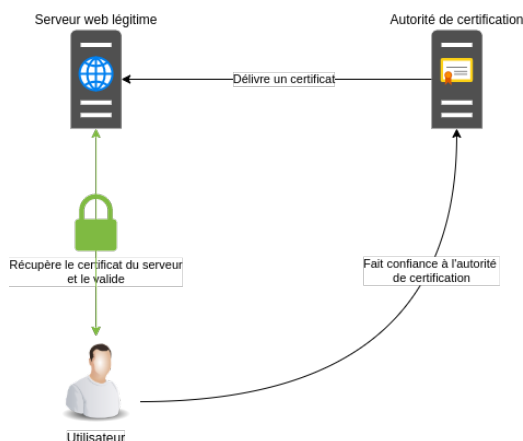 Serveur web légitime
Autorité de certification
Délivre un certificat
Récupère le certificat du serveur
et le valide
Fait confiance à l'autorité
de certification
Utilisateur